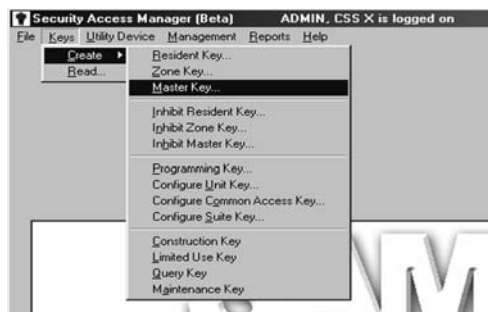 Security Access Manager (Beta) ADMIN, CSS X is logged on
File Keys Utility Device Management Reports Help
Create
Read...
Resident Key...
Zone Key...
Master Key...
Inhibit Resident Key...
Inhibit Zone Key...
Inhibit Master Key...
Programming Key...
Configure Unit Key...
Configure Common Access Key...
Configure Suite Key...
Construction Key
Limited Use Key
Query Key
Maintenance Key